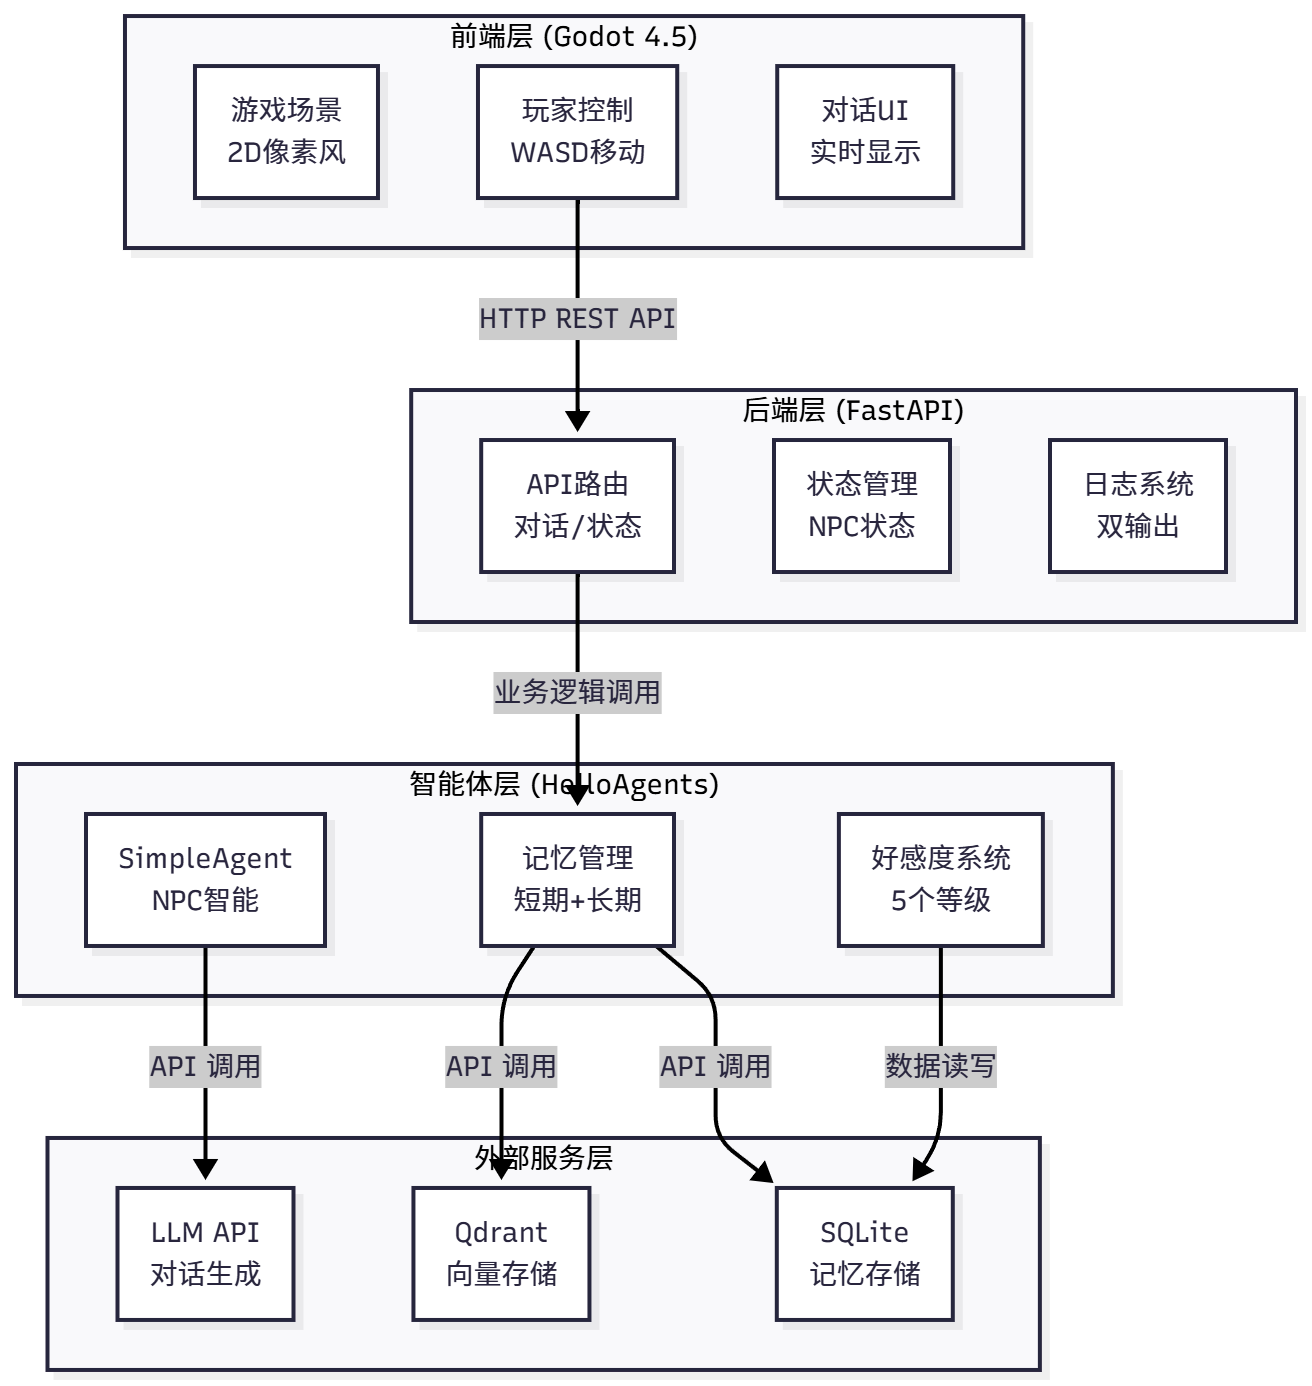 前端层 (Godot 4.5)
游戏场景
2D像素风
玩家控制
WASD移动
对话UI
实时显示
HTTP REST API
后端层 (FastAPI)
API路由
对话/状态
状态管理
NPC状态
日志系统
双输出
业务逻辑调用
智能体层 (HelloAgents)
SimpleAgent
NPC智能
记忆管理
短期+长期
好感度系统
5个等级
API 调用
API 调用
API 调用
数据读写
外部服务层
LLM API
对话生成
Qdrant
向量存储
SQLite
记忆存储